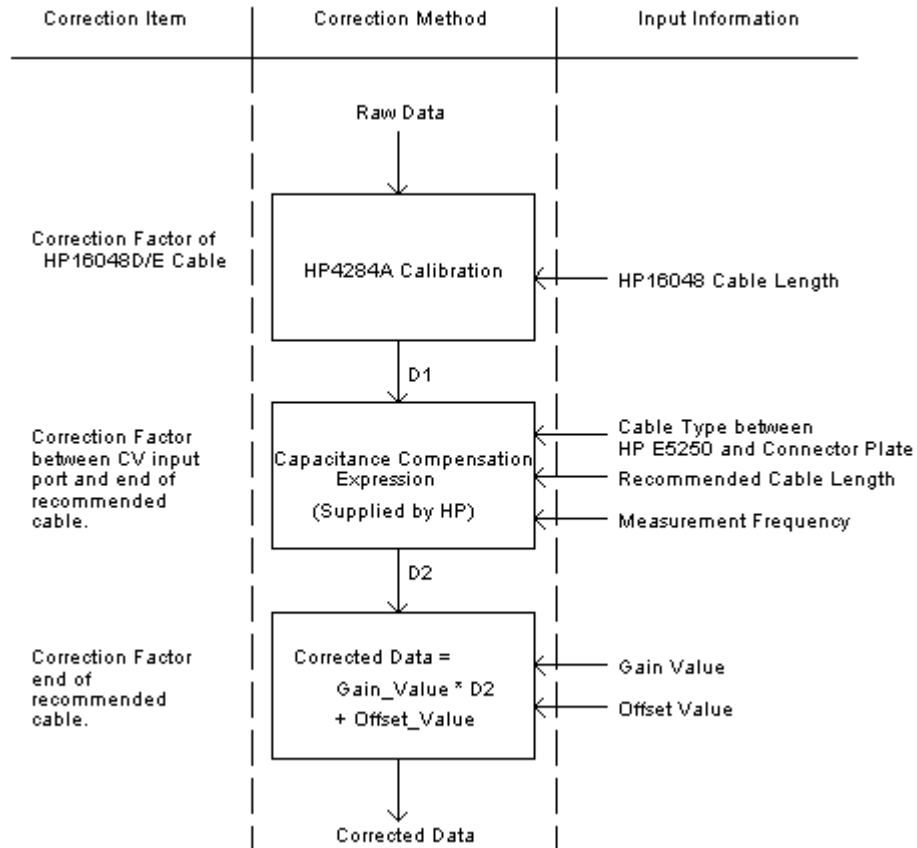 Correction Item
Correction Method
Input Information
Raw Data
Correction Factor of
HP16048D/E Cable
HP4284A Calibration
HP16048 Cable Length
D1
Correction Factor
between CV input
port and end of
recommended
cable.
Capacitance Compensation
Expression
(Supplied by HP)
Cable Type between
HP E5250 and Connector Plate
Recommended Cable Length
Measurement Frequency
D2
Correction Factor
end of
recommended
cable.
Corrected Data =
Gain_Value * D2
+ Offset_Value
Gain Value
Offset Value
Corrected Data